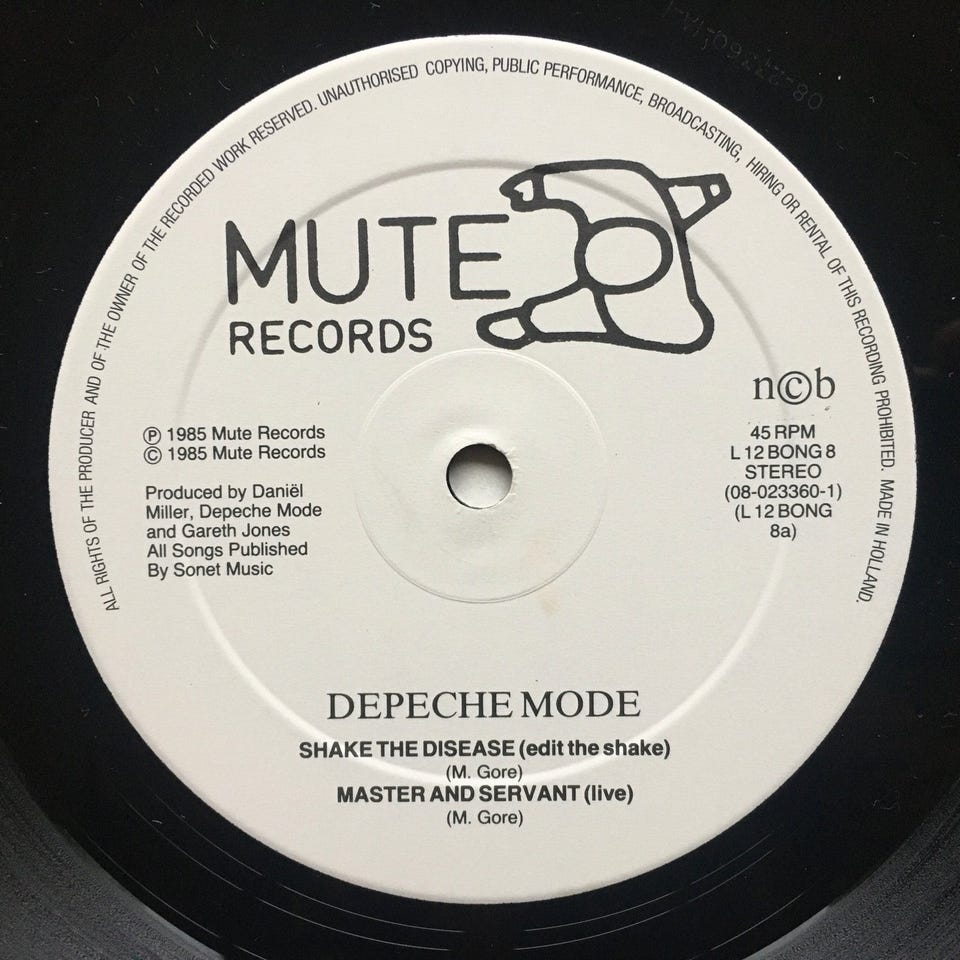 ALL RIGHTS OF THE PRODUCER AND OF THE OWNER OF THE RECORDED WORK RESERVED. UNAUTHORISED COPYING, PUBLIC PERFORMANCE, BROADCASTING, HIRING OR RENTAL OF THIS RECORDING PROHIBITED. MADE IN HOLLAND.
MUTE
RECORDS
n©b
℗ 1985 Mute Records
© 1985 Mute Records
Produced by Daniël
Miller, Depeche Mode
and Gareth Jones
All Songs Published
By Sonet Music
45 RPM
L 12 BONG 8
STEREO
(08-023360-1)
(L 12 BONG
8a)
DEPECHE MODE
SHAKE THE DISEASE (edit the shake)
(M. Gore)
MASTER AND SERVANT (live)
(M. Gore)